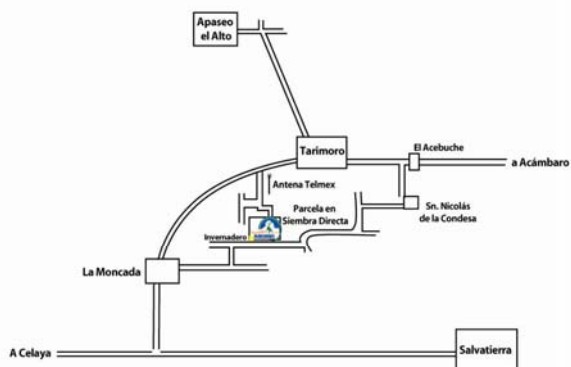 Apaseo
el Alto
El Acebuche
Tarimoro
a Acámbaro
Antena Telmex
Parcela en
Siembra Directa
Sn. Nicolás
de la Condesa
Invernadero
La Moncada
A Celaya
Salvatierra